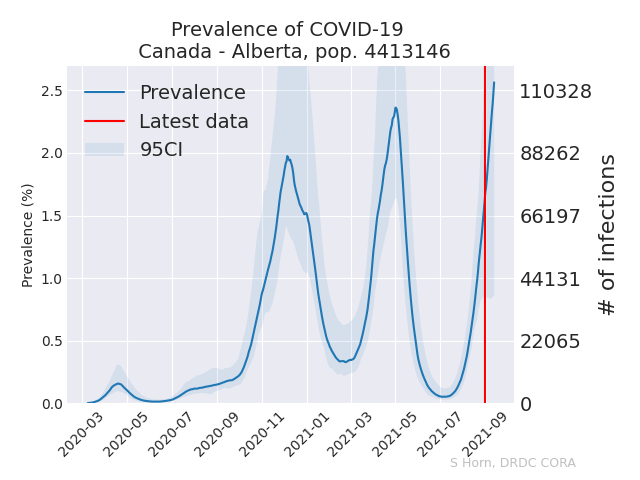 Prevalence of COVID-19
Canada - Alberta, pop. 4413146
Prevalence
Latest data
95CI
Prevalence (%)
2.5
2.0
1.5
1.0
0.5
0.0
110328
88262
66197
44131
22065
0
# of infections
2020-03
2020-05
2020-07
2020-09
2020-11
2021-01
2021-03
2021-05
2021-07
2021-09
S Horn, DRDC CORA